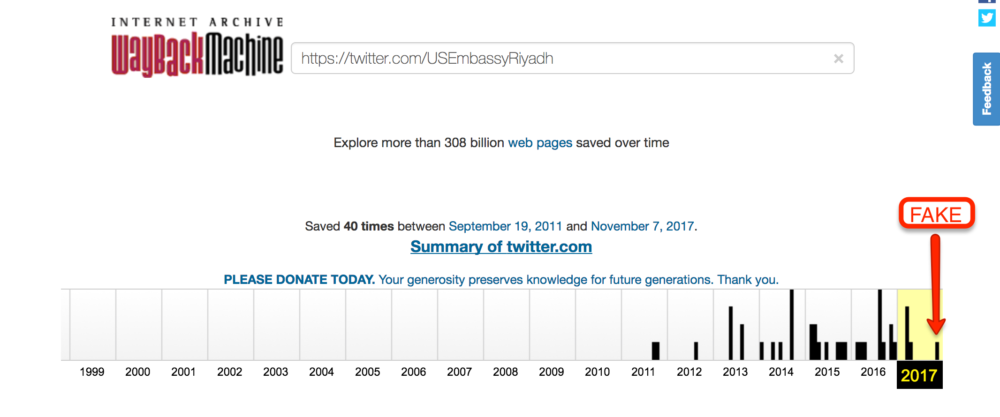 INTERNET ARCHIVE
WayBackMachine
https://twitter.com/USEmbassyRiyadh
×
Feedback
Explore more than 308 billion web pages saved over time
FAKE
Saved 40 times between September 19, 2011 and November 7, 2017.
Summary of twitter.com
PLEASE DONATE TODAY. Your generosity preserves knowledge for future generations. Thank you.
1999 2000 2001 2002 2003 2004 2005 2006 2007 2008 2009 2010 2011 2012 2013 2014 2015 2016 2017